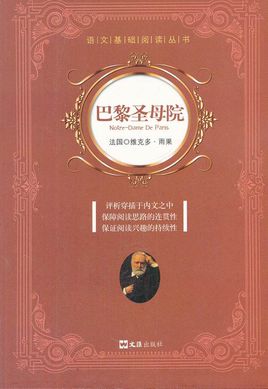 语文基础阅读丛书
巴黎圣母院
Notre-Dame De Paris
法国◎维克多·雨果
评析穿插于内文之中
保障阅读思路的连贯性
保证阅读兴趣的持续性
文汇出版社